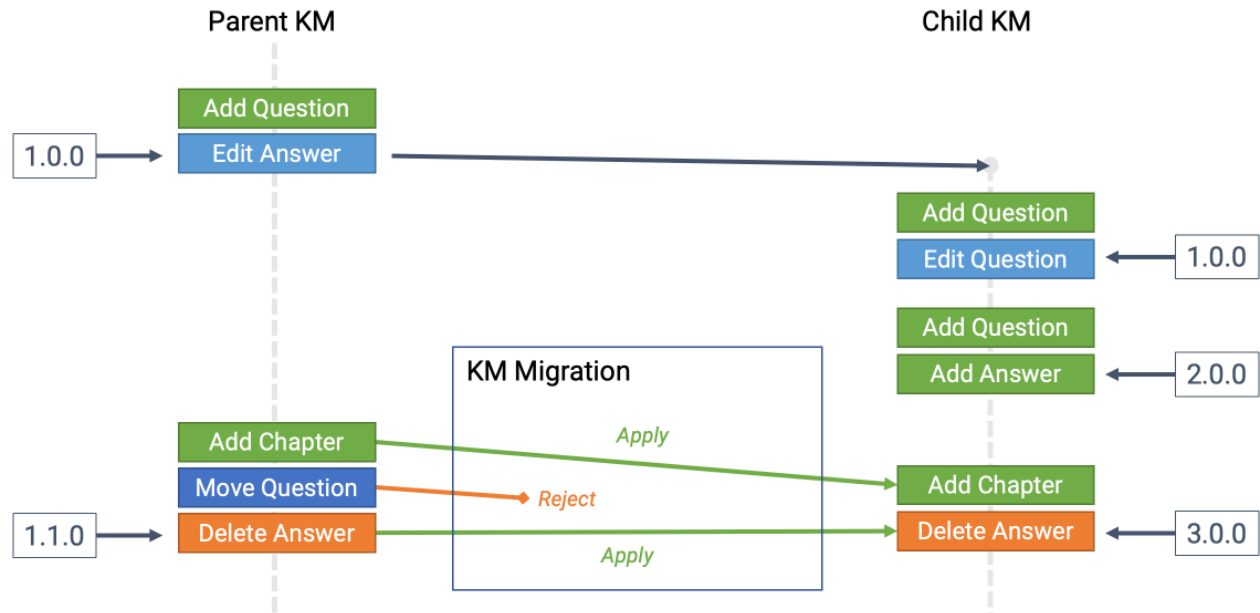 Parent KM
Child KM
Add Question
1.0.0
Edit Answer
Add Question
Edit Question
1.0.0
Add Question
KM Migration
Add Answer
2.0.0
Add Chapter
Apply
Move Question
Reject
Add Chapter
1.1.0
Delete Answer
Apply
Delete Answer
3.0.0